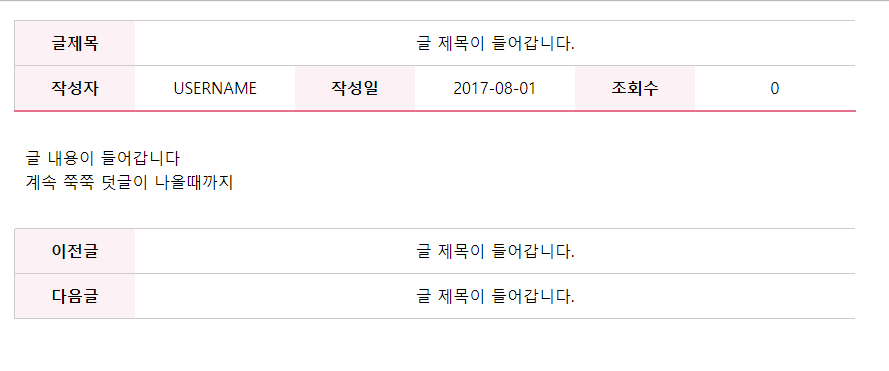 글제목 글 제목이 들어갑니다.
작성자 USERNAME 작성일 2017-08-01 조회수 0
글 내용이 들어갑니다
계속 쭉쭉 덧글이 나올때까지
이전글 글 제목이 들어갑니다.
다음글 글 제목이 들어갑니다.